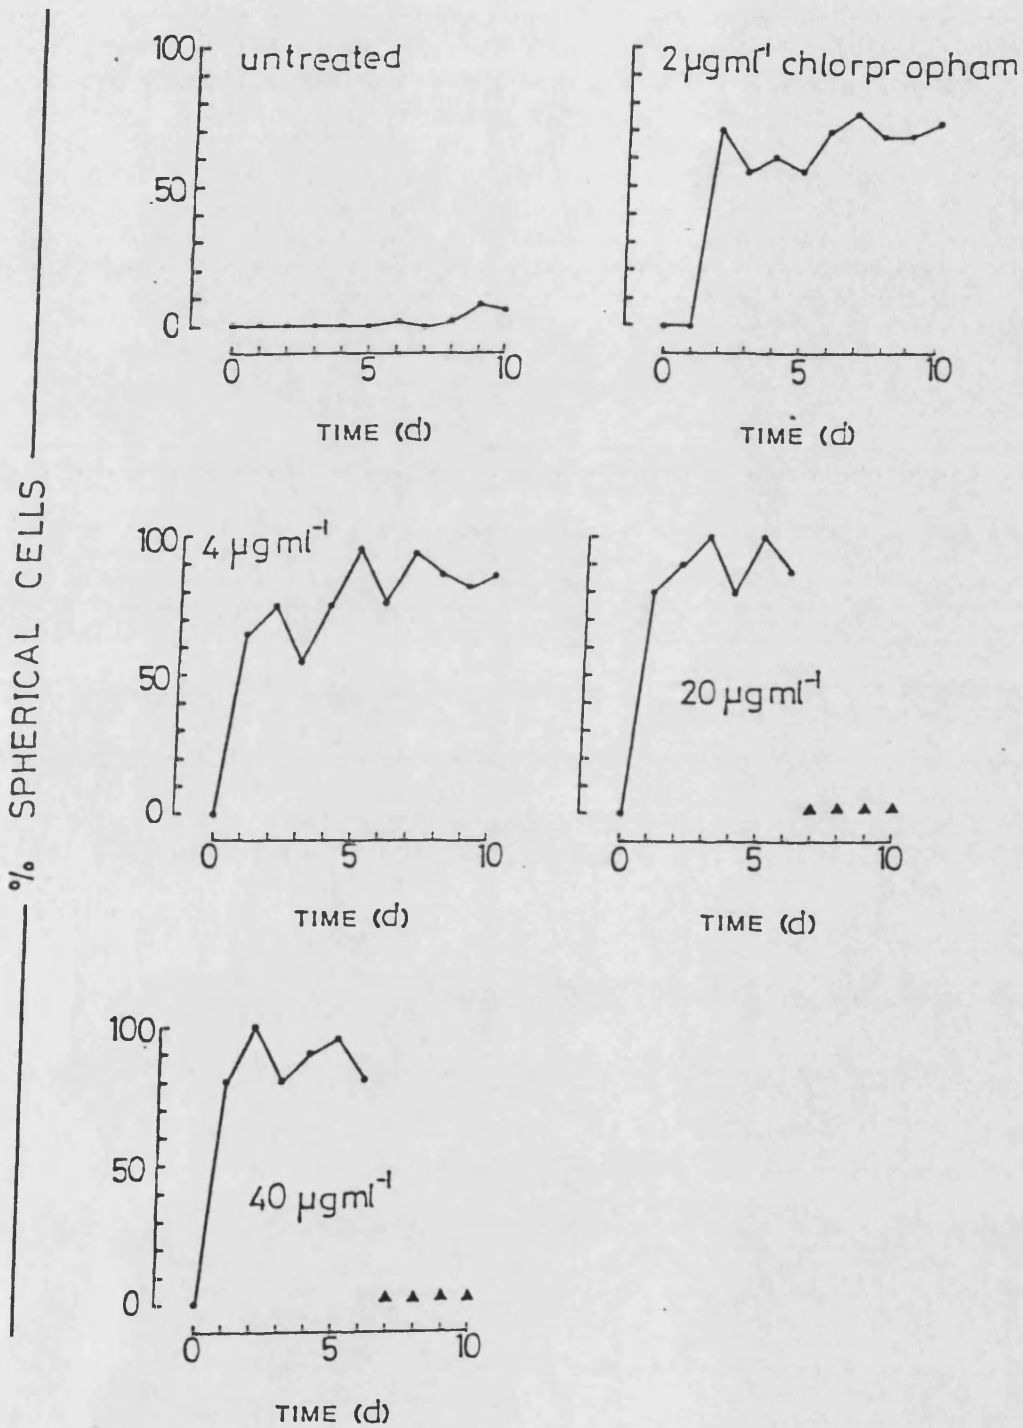 % SPHERICAL CELLS
untreated
100
50
0
0 5 10
TIME (d)
2 µgml⁻¹ chlorpropham
0 5 10
TIME (d)
4 µgml⁻¹
100
50
0
0 5 10
TIME (d)
20 µgml⁻¹
0 5 10
TIME (d)
40 µgml⁻¹
100
50
0
0 5 10
TIME (d)